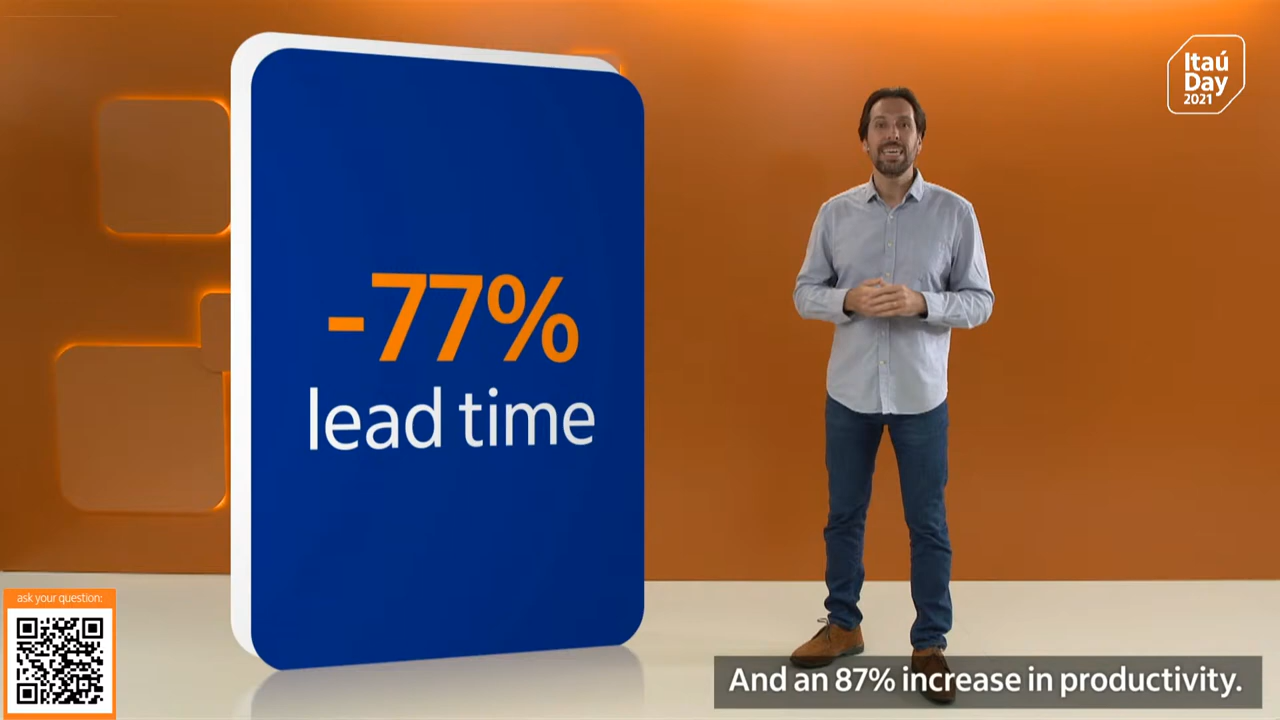 Itaú
Day
2021
-77%
lead time
ask your question:
And an 87% increase in productivity.